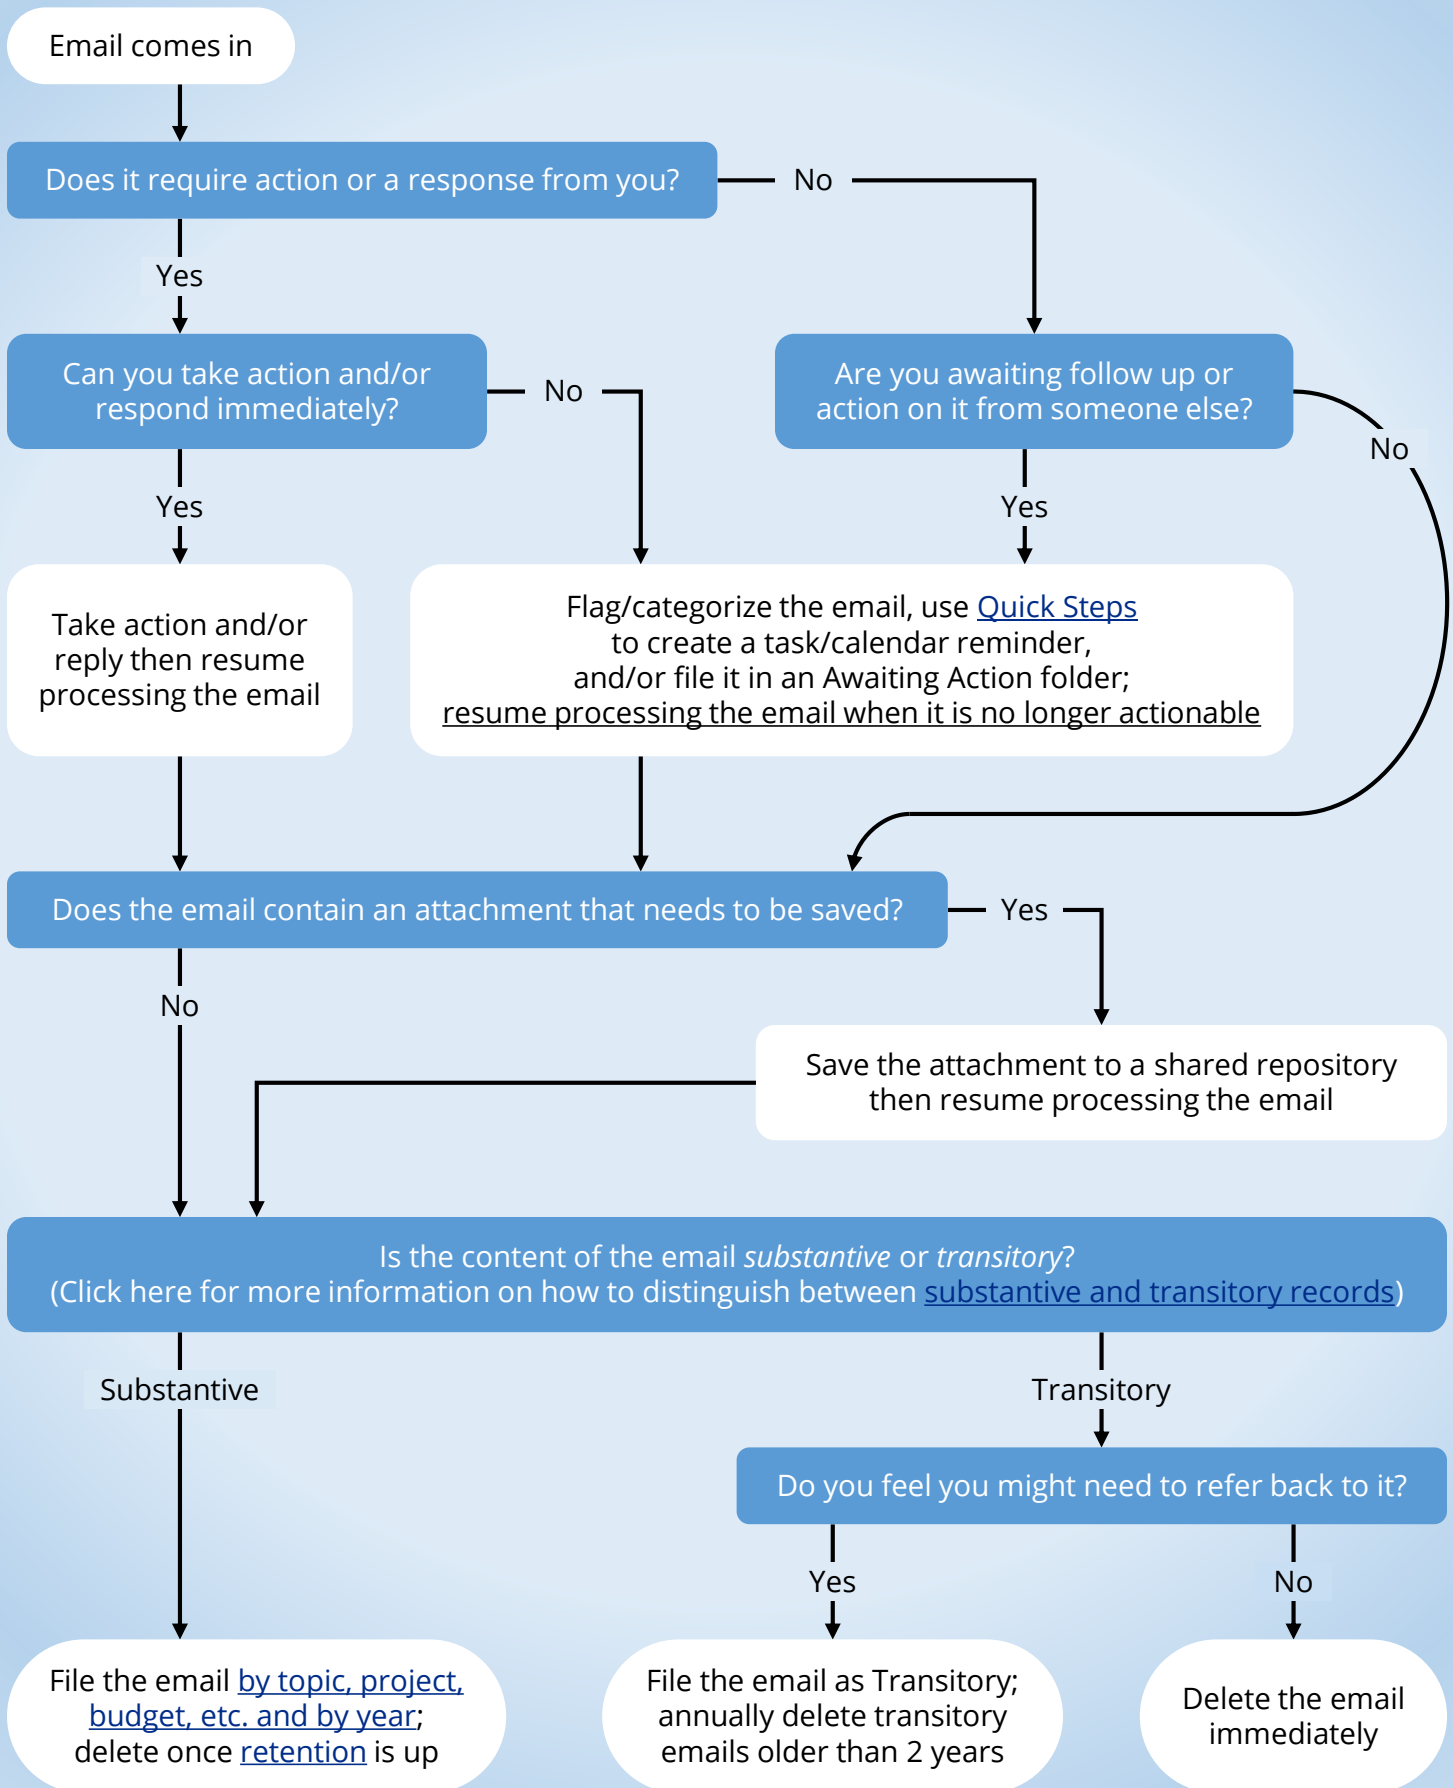 Email comes in
Does it require action or a response from you?
No
Yes
Can you take action and/or
respond immediately?
No
Are you awaiting follow up or
action on it from someone else?
No
Yes
Yes
Take action and/or
reply then resume
processing the email
Flag/categorize the email, use Quick Steps
to create a task/calendar reminder,
and/or file it in an Awaiting Action folder;
resume processing the email when it is no longer actionable
Does the email contain an attachment that needs to be saved?
Yes
No
Save the attachment to a shared repository
then resume processing the email
Is the content of the email substantive or transitory?
(Click here for more information on how to distinguish between substantive and transitory records)
Substantive
Transitory
Do you feel you might need to refer back to it?
Yes
No
File the email by topic, project,
budget, etc. and by year;
delete once retention is up
File the email as Transitory;
annually delete transitory
emails older than 2 years
Delete the email
immediately